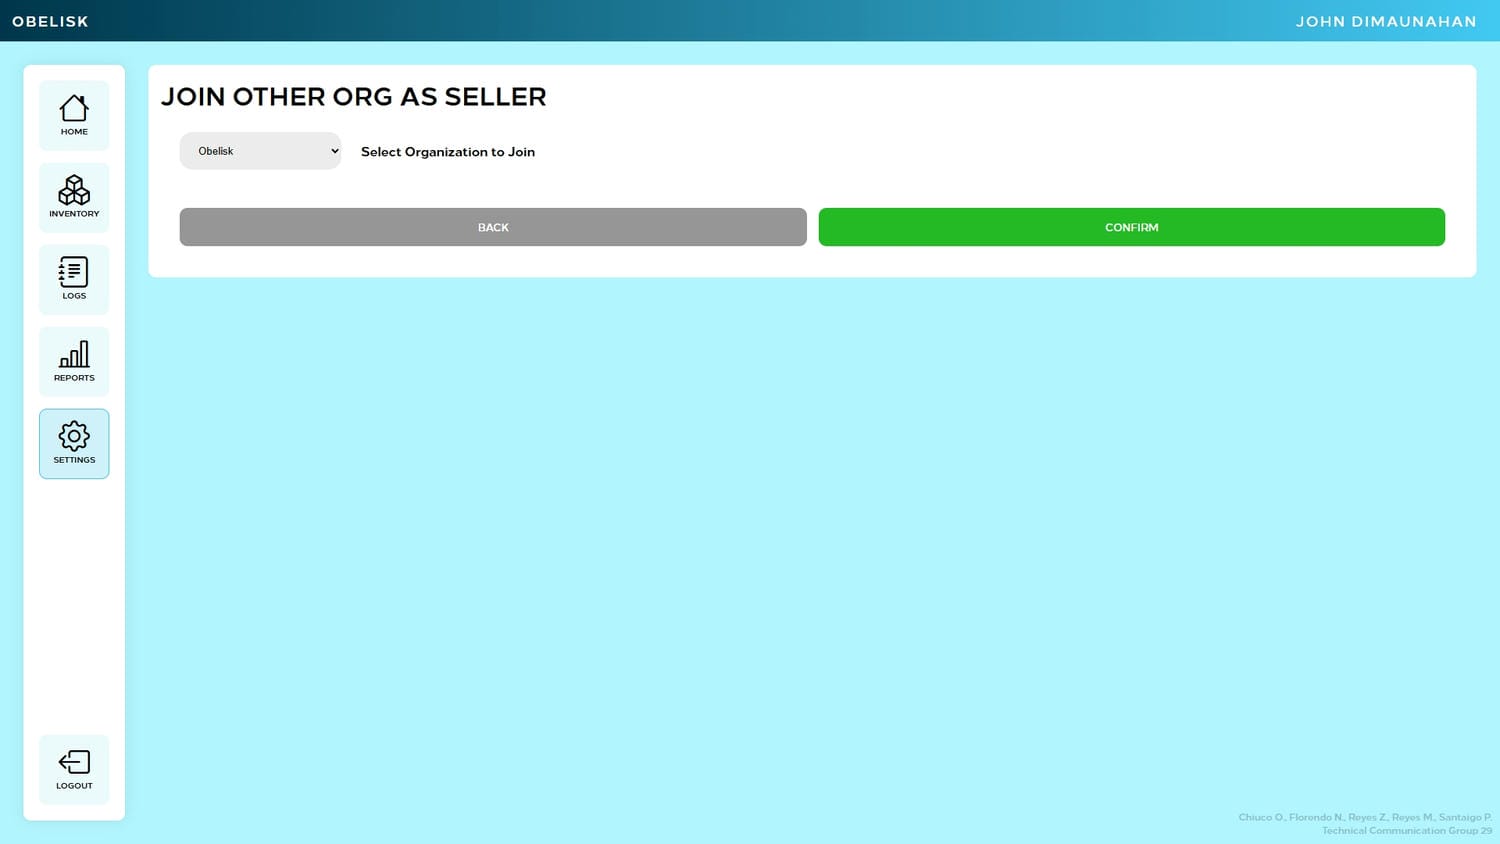 OBELISK
JOHN DIMAUNAHAN
HOME
INVENTORY
LOGS
REPORTS
SETTINGS
LOGOUT
JOIN OTHER ORG AS SELLER
Obelisk
Select Organization to Join
BACK
CONFIRM
Chiuco O., Florendo N., Reyes Z., Reyes M., Santaigo P.
Technical Communication Group 29